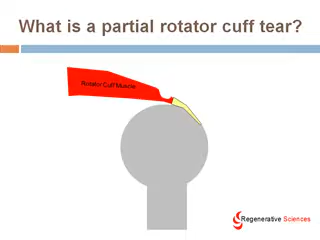 What is a partial rotator cuff tear?
Rotator Cuff Muscle
Regenerative Sciences